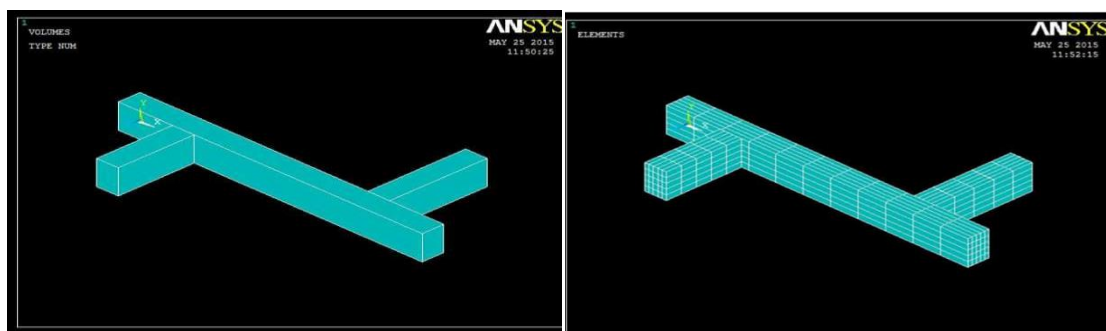 1
VOLUMES
TYPE NUM
ANSYS
MAY 25 2015
11:50:25
Y
X
1
ELEMENTS
ANSYS
MAY 25 2015
11:52:15
Y
X